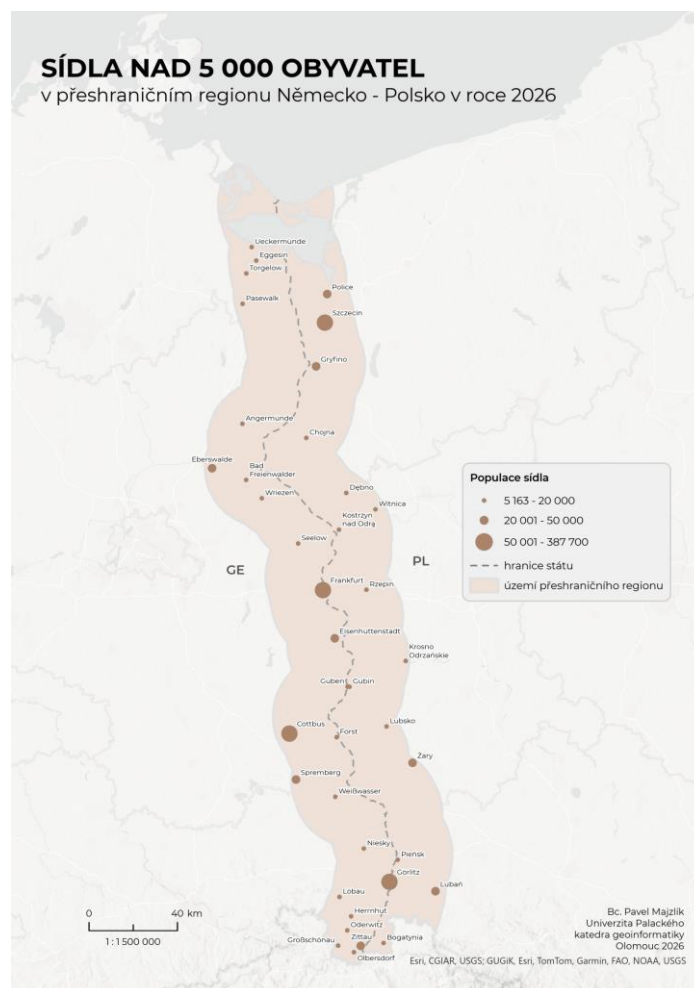 SÍDLA NAD 5 000 OBYVATEL
v přeshraničním regionu Německo - Polsko v roce 2026
Ueckermünde
Eggesin
Torgelow
Police
Pasewalk
Szczecin
Gryfino
Angermünde
Chojna
Eberswalde
Bad
Freienwalder
Wriezen
Dębno
Witnica
Kostrzyn
nad Odrą
Seelow
GE
PL
Frankfurt
Rzepin
Eisenhuttenstadt
Krosno
Odrzańskie
Guben
Gubin
Lubsko
Cottbus
Forst
Żary
Spremberg
Weißwasser
Niesky
Pieńsk
Görlitz
Lubań
Löbau
Herrnhut
Oderwitz
Großschönau
Zittau
Bogatynia
Olbersdorf
Populace sídla
5 163 - 20 000
20 001 - 50 000
50 001 - 387 700
hranice státu
území přeshraničního regionu
0
40 km
1:1 500 000
Bc. Pavel Majzlík
Univerzita Palackého
katedra geoinformatiky
Olomouc 2026
Esri, CGIAR, USGS; GUGiK, Esri, TomTom, Garmin, FAO, NOAA, USGS